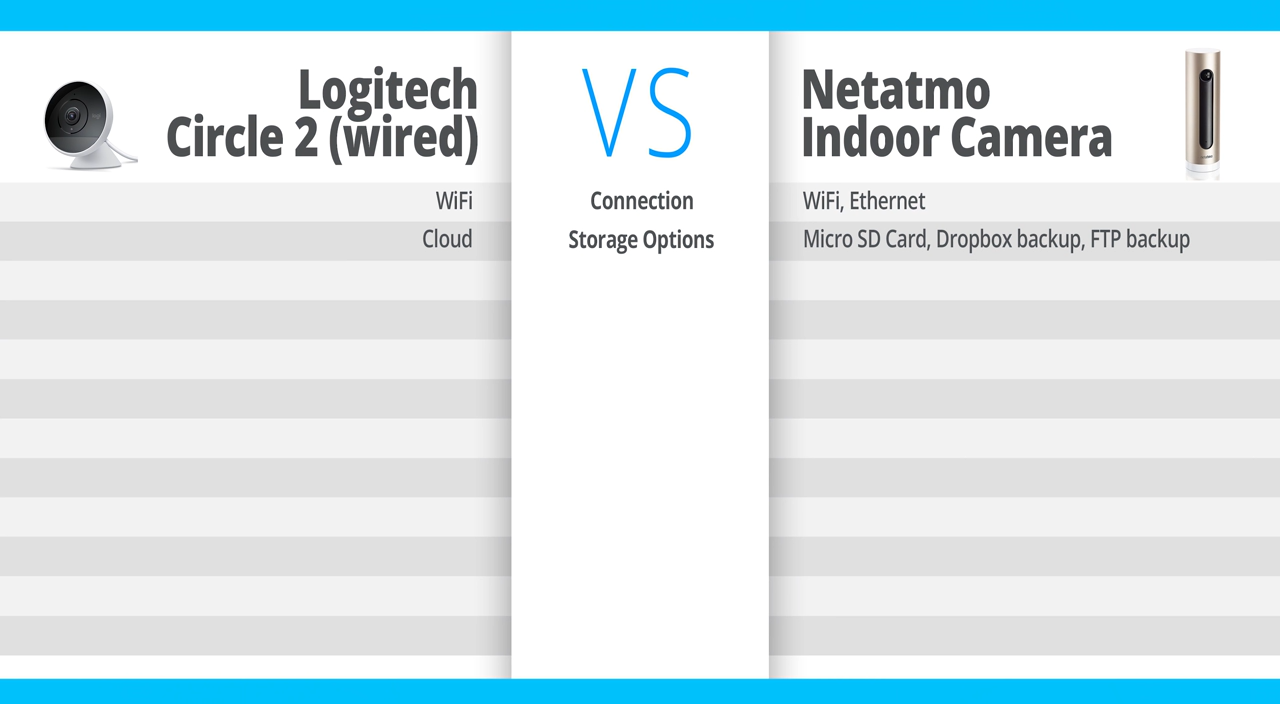 Logitech
Circle 2 (wired)
VS
Netatmo
Indoor Camera
WiFi
Connection
WiFi, Ethernet
Cloud
Storage Options
Micro SD Card, Dropbox backup, FTP backup